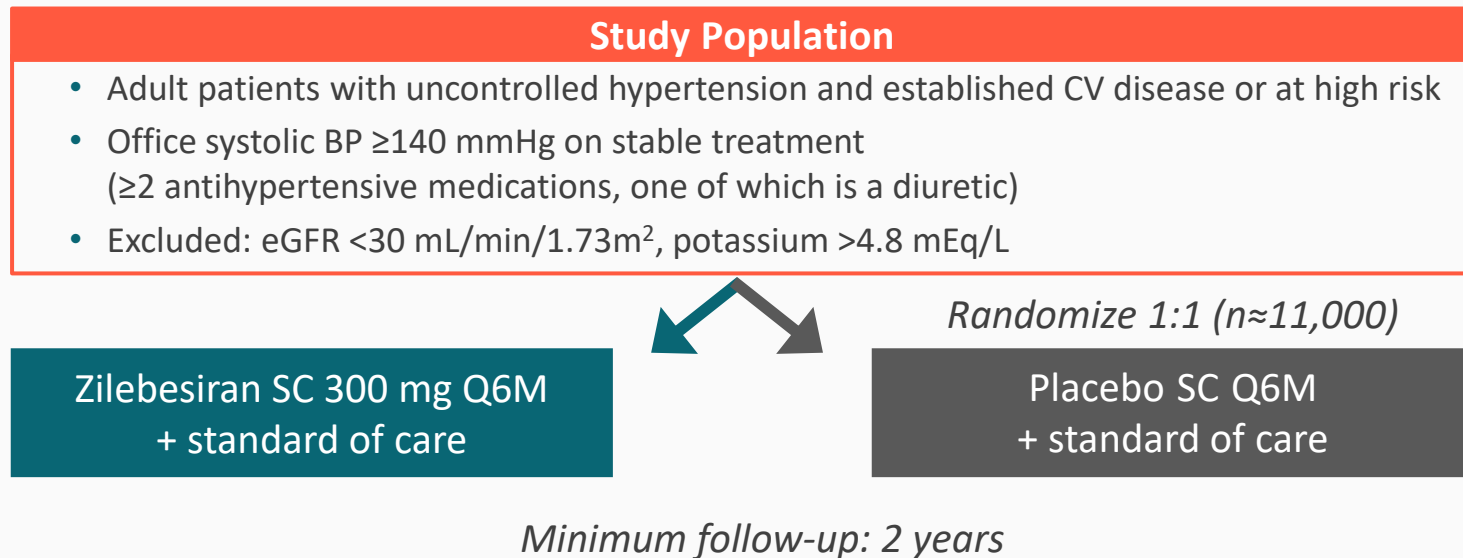 Study Population
• Adult patients with uncontrolled hypertension and established CV disease or at high risk
• Office systolic BP ≥140 mmHg on stable treatment
(≥2 antihypertensive medications, one of which is a diuretic)
• Excluded: eGFR <30 mL/min/1.73m², potassium >4.8 mEq/L
Randomize 1:1 (n≈11,000)
Zilebesiran SC 300 mg Q6M
+ standard of care
Placebo SC Q6M
+ standard of care
Minimum follow-up: 2 years